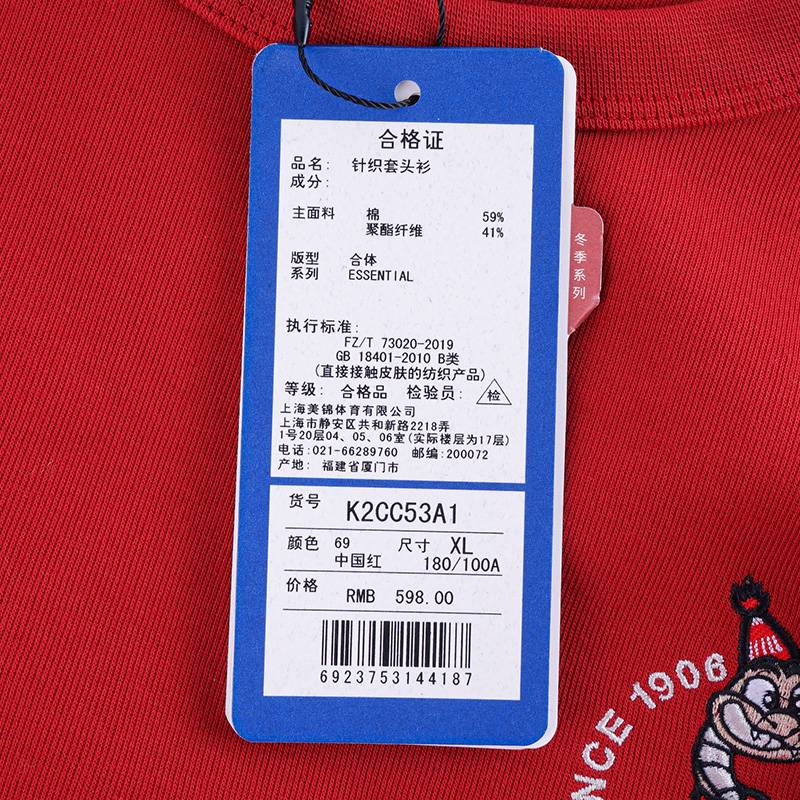 合格证
品名: 针织套头衫
成分:
主面料 棉 59%
聚酯纤维 41%
版型 合体
系列 ESSENTIAL
执行标准:
FZ/T 73020-2019
GB 18401-2010 B类
(直接接触皮肤的纺织产品)
等级: 合格品 检验员: 检
上海美锦体育有限公司
上海市静安区共和新路2218弄
1号20层04、05、06室(实际楼层为17层)
电话:021-66289760 邮编:200072
产地: 福建省厦门市
冬季系列
货号 K2CC53A1
颜色 69 尺寸 XL
中国红 180/100A
价格 RMB 598.00
6923753144187
NCE 1906